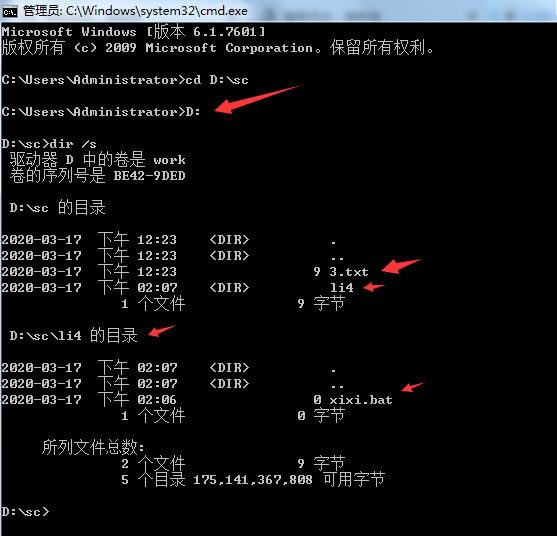 管理员: C:\Windows\system32\cmd.exe
Microsoft Windows [版本 6.1.7601]
版权所有 (c) 2009 Microsoft Corporation。保留所有权利。
C:\Users\Administrator>cd D:\sc
C:\Users\Administrator>D:
D:\sc>dir /s
驱动器 D 中的卷是 work
卷的序列号是 BE42-9DED
D:\sc 的目录
2020-03-17 下午 12:23 <DIR> .
2020-03-17 下午 12:23 <DIR> ..
2020-03-17 下午 12:23 9 3.txt
2020-03-17 下午 02:07 <DIR> li4
1 个文件 9 字节
D:\sc\li4 的目录
2020-03-17 下午 02:07 <DIR> .
2020-03-17 下午 02:07 <DIR> ..
2020-03-17 下午 02:06 0 xixi.bat
1 个文件 0 字节
所列文件总数:
2 个文件 9 字节
5 个目录 175,141,367,808 可用字节
D:\sc>